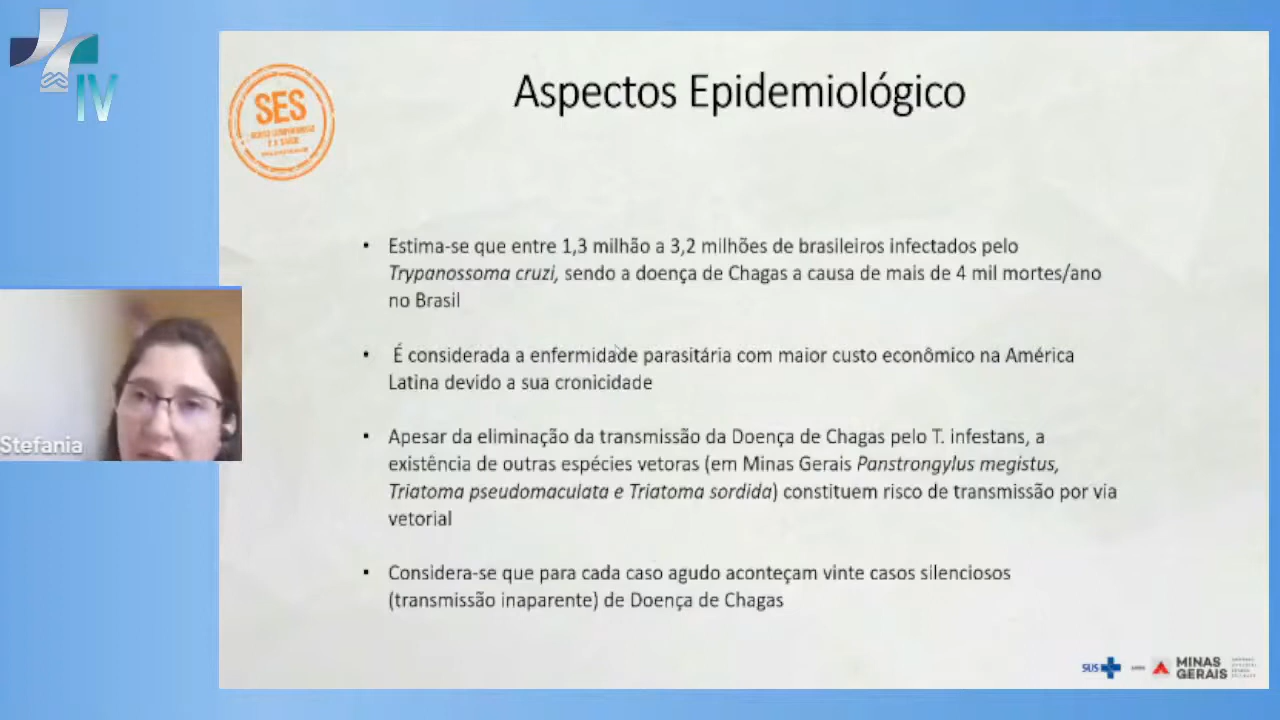 IV
Aspectos Epidemiológico
SES
Estima-se que entre 1,3 milhão a 3,2 milhões de brasileiros infectados pelo
Trypanossoma cruzi, sendo a doença de Chagas a causa de mais de 4 mil mortes/ano
no Brasil
É considerada a enfermidade parasitária com maior custo econômico na América
Latina devido a sua cronicidade
Apesar da eliminação da transmissão da Doença de Chagas pelo T. infestans, a
existência de outras espécies vetoras (em Minas Gerais Panstrongylus megistus,
Triatoma pseudomaculata e Triatoma sordida) constituem risco de transmissão por via
vetorial
Considera-se que para cada caso agudo aconteçam vinte casos silenciosos
(transmissão inaparente) de Doença de Chagas
Stefania
SUS
MINAS
GERAIS